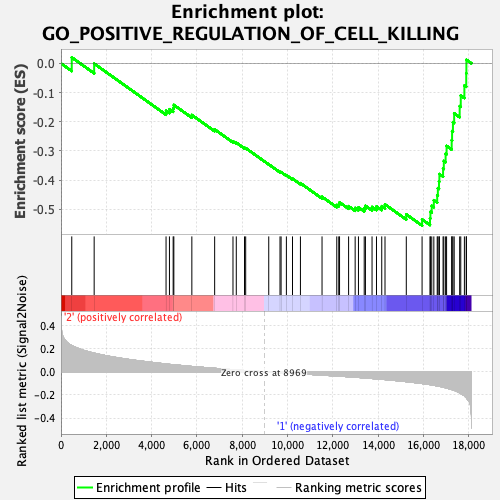 Enrichment plot:
GO_POSITIVE_REGULATION_OF_CELL_KILLING
Enrichment score (ES)
0.0
-0.1
-0.2
-0.3
-0.4
-0.5
'2' (positively correlated)
Ranked list metric (Signal2Noise)
0.4
0.2
0.0
-0.2
-0.4
Zero cross at 8969
'1' (negatively correlated)
0 2,000 4,000 6,000 8,000 10,000 12,000 14,000 16,000 18,000
Rank in Ordered Dataset
Enrichment profile Hits Ranking metric scores